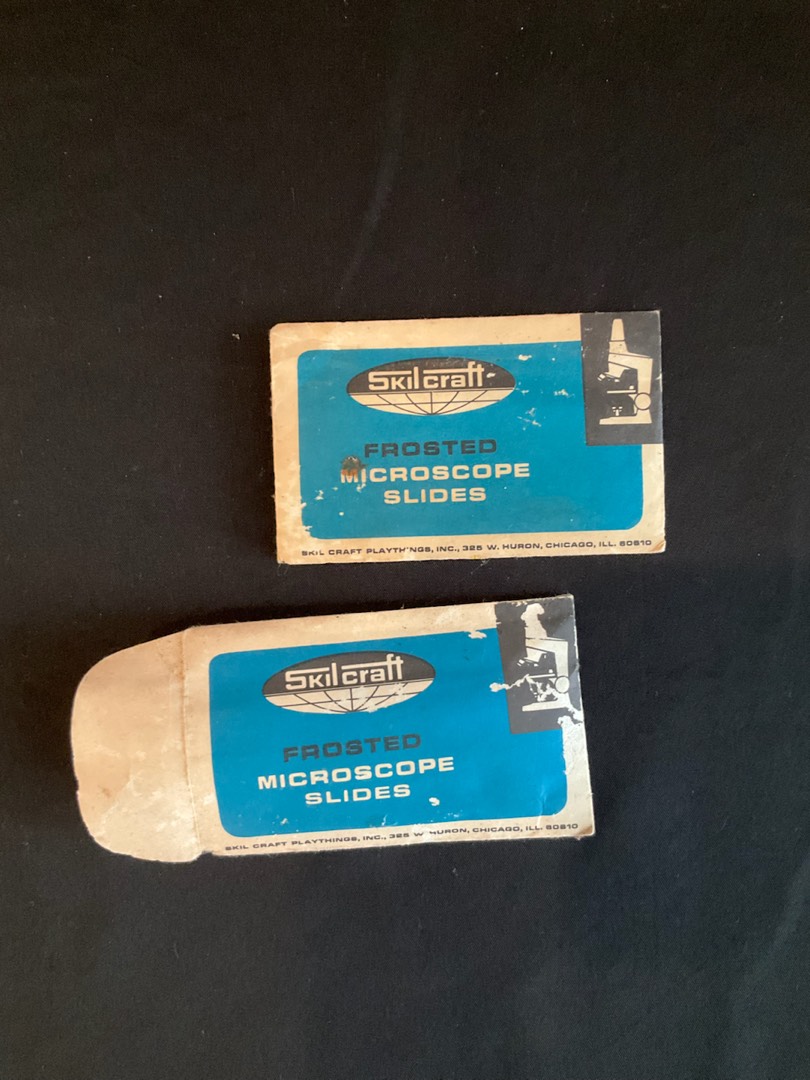 Skilcraft
FROSTED
MICROSCOPE
SLIDES
SKIL CRAFT PLAYTHINGS, INC., 325 W. HURON, CHICAGO, ILL. 60610
Skilcraft
FROSTED
MICROSCOPE
SLIDES
SKIL CRAFT PLAYTHINGS, INC., 325 W HURON, CHICAGO, ILL. 60610